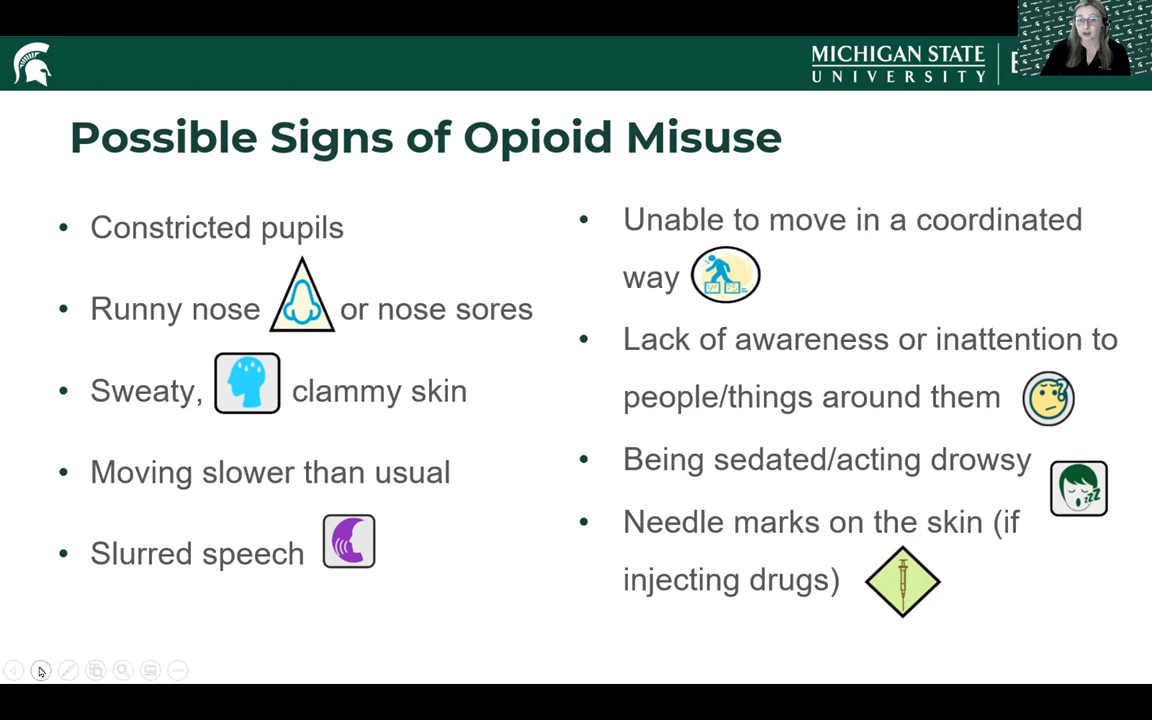 MICHIGAN STATE
UNIVERSITY
Possible Signs of Opioid Misuse
• Constricted pupils
• Runny nose or nose sores
• Sweaty, clammy skin
• Moving slower than usual
• Slurred speech
• Unable to move in a coordinated
way
• Lack of awareness or inattention to
people/things around them
• Being sedated/acting drowsy
• Needle marks on the skin (if
injecting drugs)